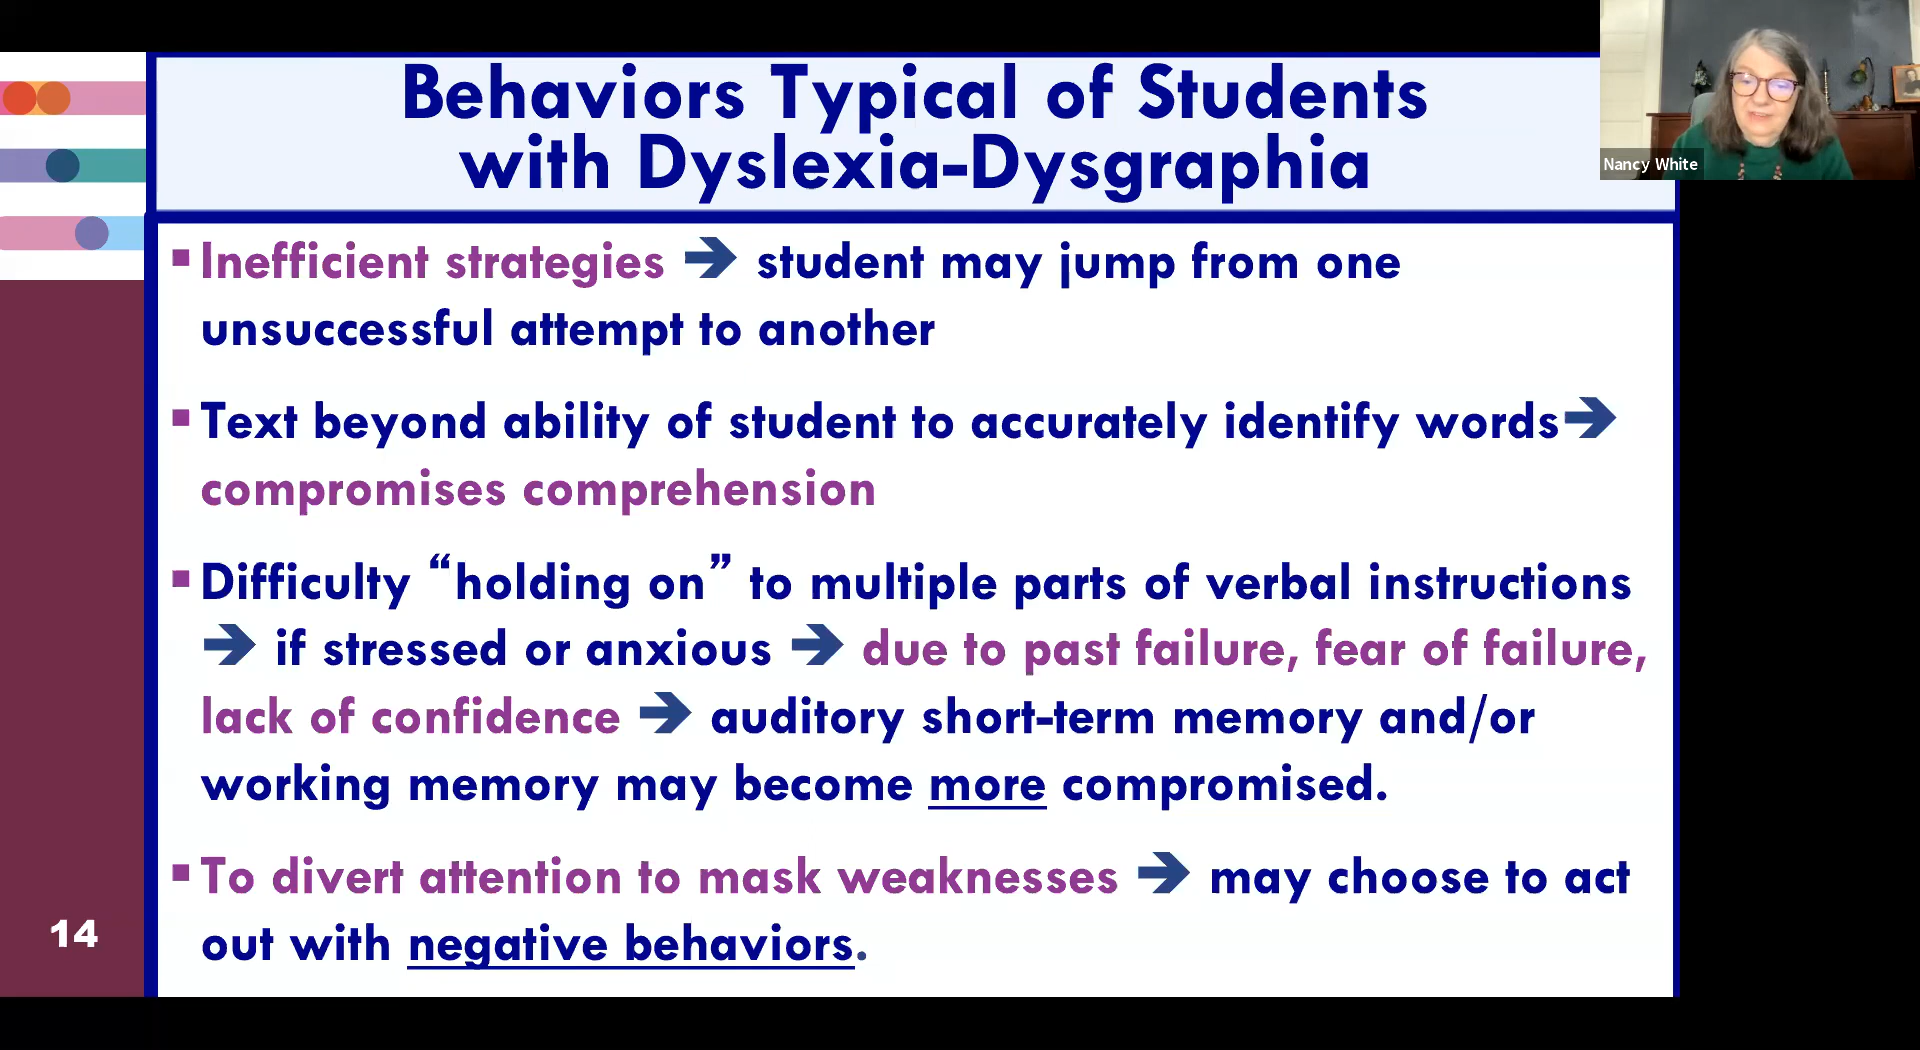 Behaviors Typical of Students
with Dyslexia-Dysgraphia
Nancy White
▪ Inefficient strategies ➔ student may jump from one
unsuccessful attempt to another
▪ Text beyond ability of student to accurately identify words➔
compromises comprehension
▪ Difficulty “holding on” to multiple parts of verbal instructions
➔ if stressed or anxious ➔ due to past failure, fear of failure,
lack of confidence ➔ auditory short-term memory and/or
working memory may become more compromised.
▪ To divert attention to mask weaknesses ➔ may choose to act
out with negative behaviors.
14